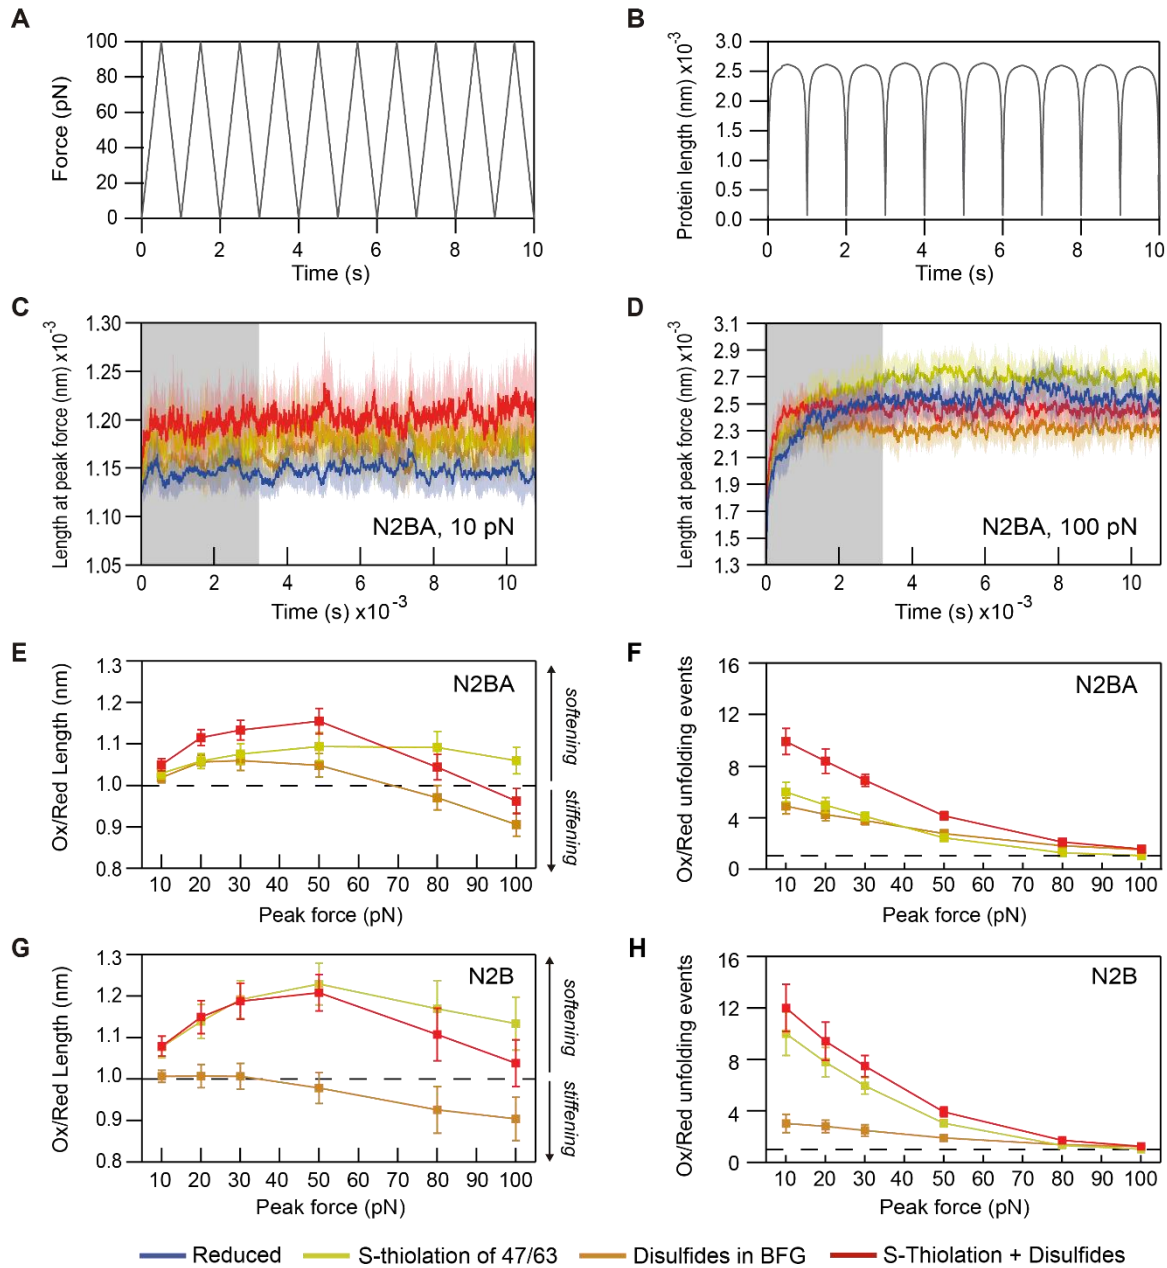 A
Force (pN)
100
80
60
40
20
0
0 2 4 6 8 10
Time (s)
B
Protein length (nm) x10⁻³
3.0
2.5
2.0
1.5
1.0
0.5
0.0
0 2 4 6 8 10
Time (s)
C
Length at peak force (nm) x10⁻³
1.30
1.25
1.20
1.15
1.10
1.05
N2BA, 10 pN
0 2 4 6 8 10
Time (s) x10⁻³
D
Length at peak force (nm) x10⁻³
3.1
2.9
2.7
2.5
2.3
2.1
1.9
1.7
1.5
1.3
N2BA, 100 pN
0 2 4 6 8 10
Time (s) x10⁻³
E
Ox/Red Length (nm)
1.3
1.2
1.1
1.0
0.9
0.8
N2BA
softening
stiffening
10 20 30 40 50 60 70 80 90 100
Peak force (pN)
F
Ox/Red unfolding events
16
12
8
4
0
N2BA
10 20 30 40 50 60 70 80 90 100
Peak force (pN)
G
Ox/Red Length (nm)
1.3
1.2
1.1
1.0
0.9
0.8
N2B
softening
stiffening
10 20 30 40 50 60 70 80 90 100
Peak force (pN)
H
Ox/Red unfolding events
16
12
8
4
0
N2B
10 20 30 40 50 60 70 80 90 100
Peak force (pN)
Reduced S-thiolation of 47/63 Disulfides in BFG S-Thiolation + Disulfides